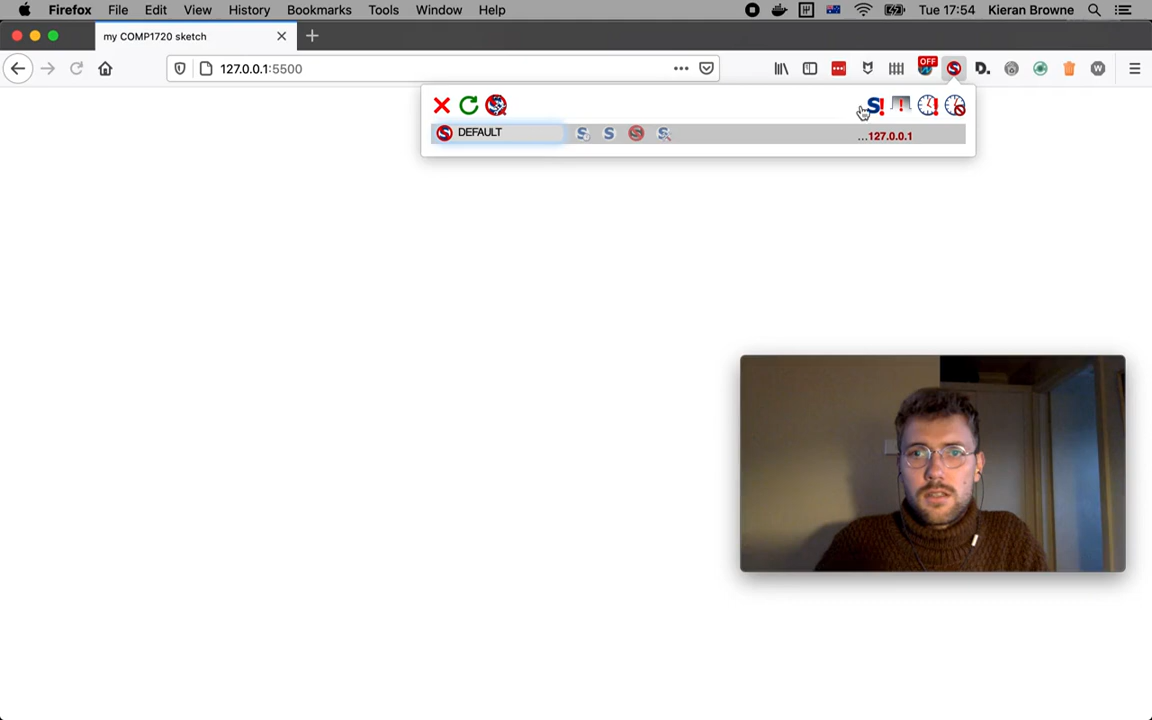 Firefox File Edit View History Bookmarks Tools Window Help Tue 17:54 Kieran Browne
my COMP1720 sketch
127.0.0.1:5500
OFF
D.
W
S!
DEFAULT
...127.0.0.1